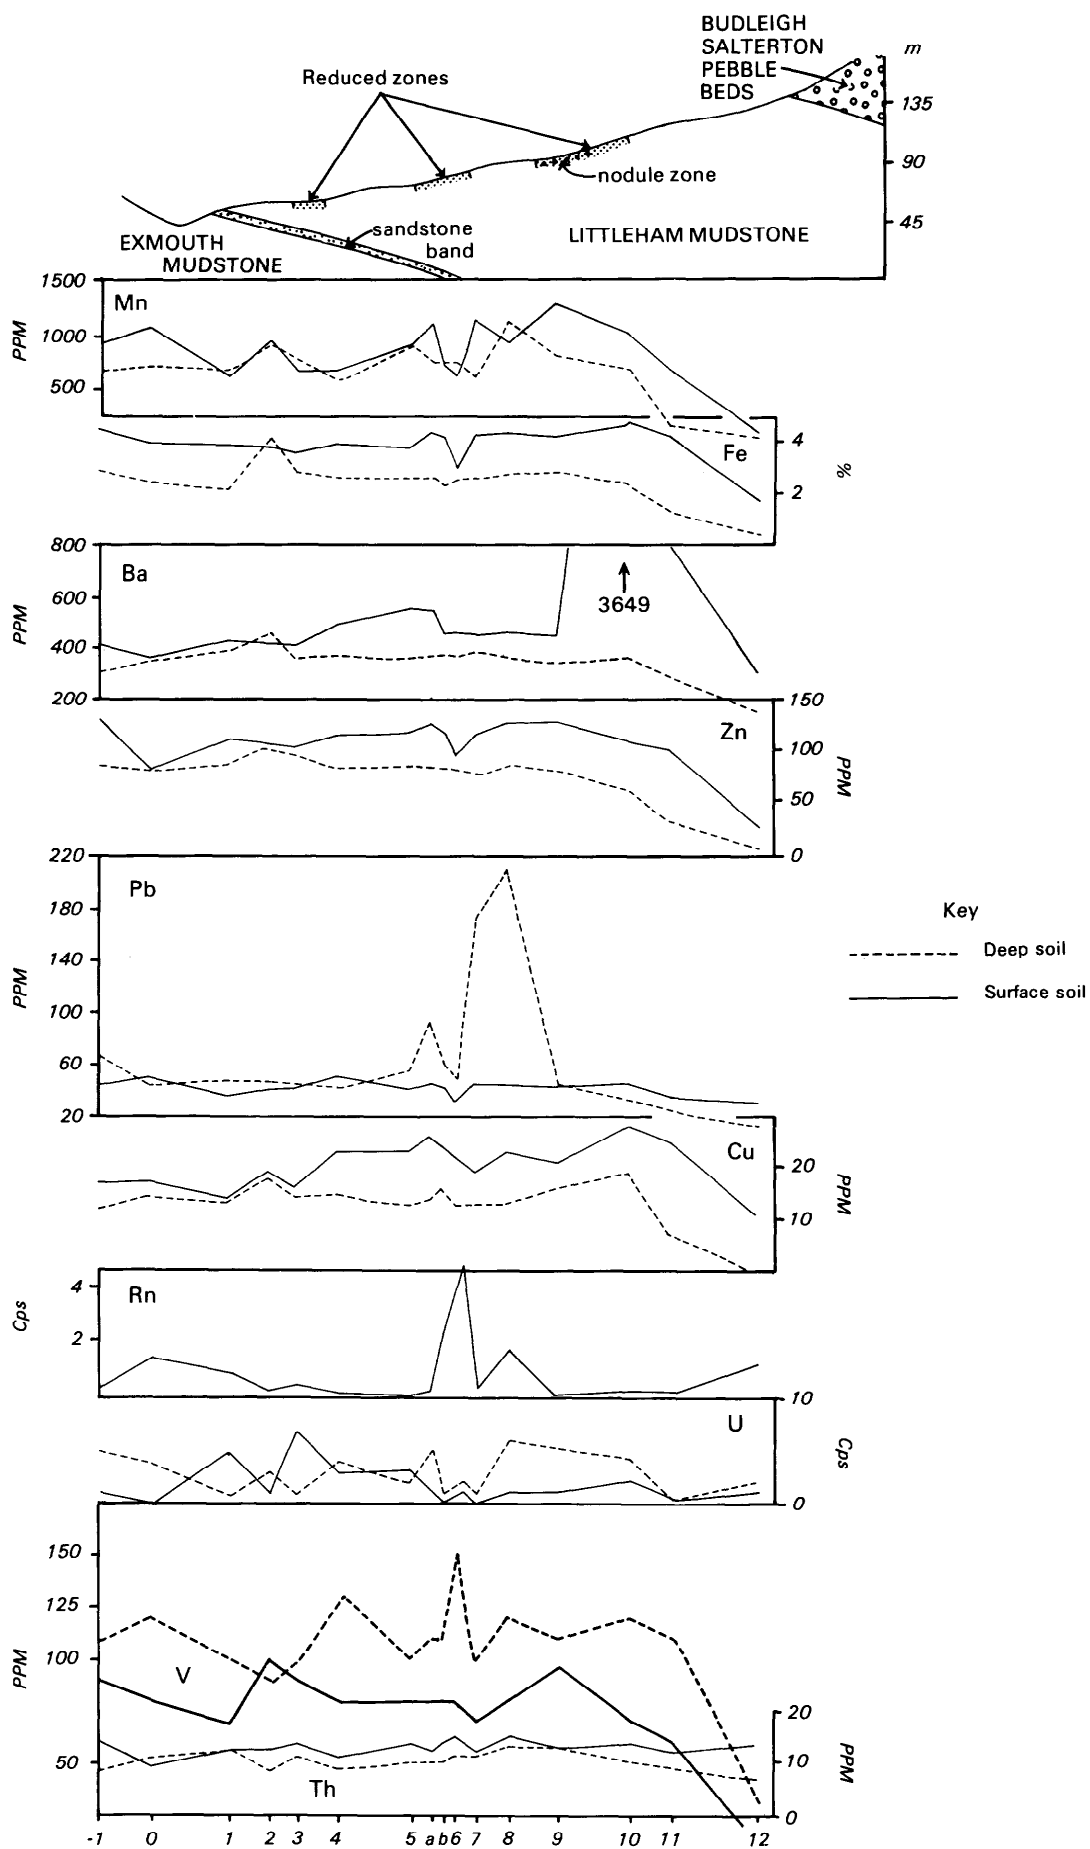 BUDLEIGH
SALTERTON
PEBBLE
BEDS
m
135
90
45
Reduced zones
nodule zone
sandstone
band
EXMOUTH
MUDSTONE
LITTLEHAM MUDSTONE
1500
1000
500
PPM
Mn
Fe
4
2
%
800
600
400
200
PPM
Ba
3649
Zn
150
100
50
0
PPM
220
180
140
100
60
20
PPM
Pb
Key
Deep soil
Surface soil
Cu
20
10
PPM
4
2
Cps
Rn
10
0
Cps
U
150
125
100
50
PPM
V
Th
20
10
0
PPM
-1 0 1 2 3 4 5 a b 6 7 8 9 10 11 12